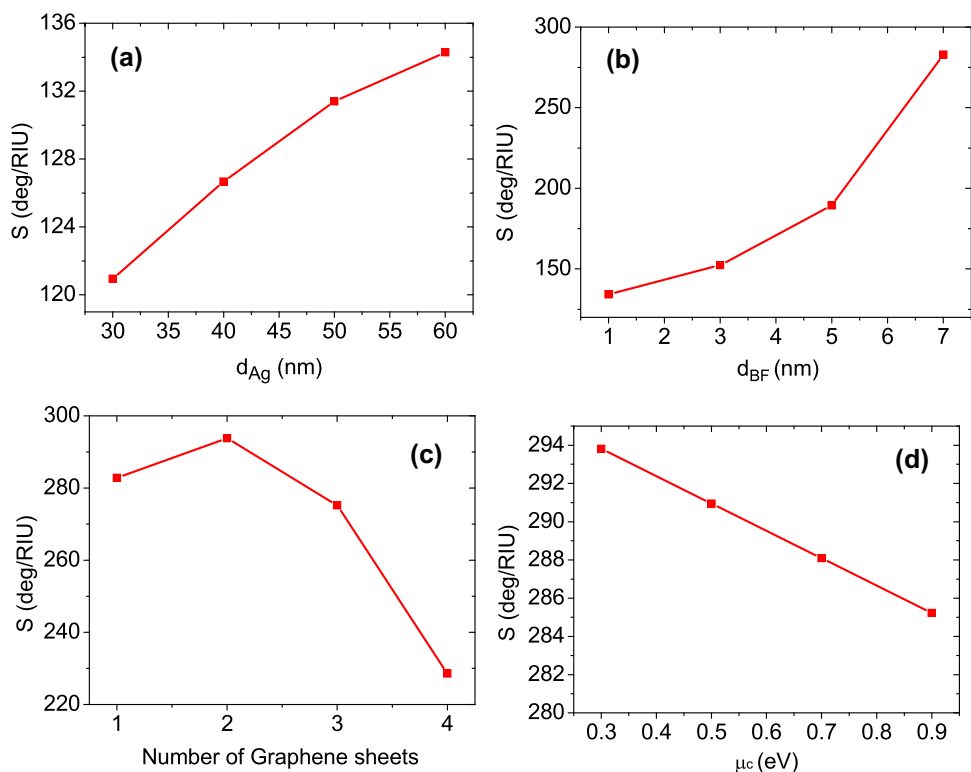 (a)
S (deg/RIU)
136
132
128
124
120
30 35 40 45 50 55 60
d_Ag (nm)
(b)
S (deg/RIU)
300
250
200
150
1 2 3 4 5 6 7
d_BF (nm)
(c)
S (deg/RIU)
300
280
260
240
220
1 2 3 4
Number of Graphene sheets
(d)
S (deg/RIU)
294
292
290
288
286
284
282
280
0.3 0.4 0.5 0.6 0.7 0.8 0.9
μc (eV)